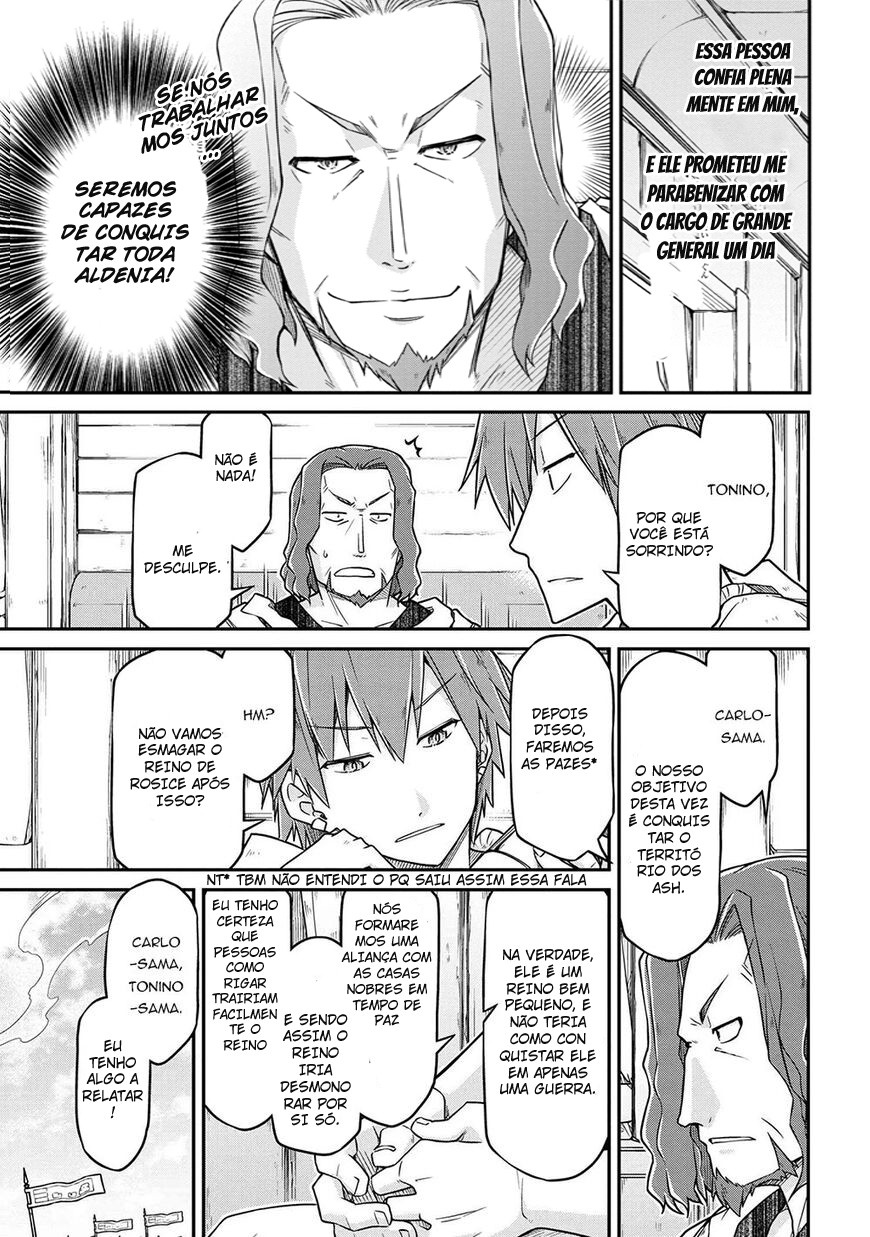 ESSA PESSOA
CONFIA PLENA
MENTE EM MIM,
E ELE PROMETEU ME
PARABENIZAR COM
O CARGO DE GRANDE
GENERAL UM DIA
SE NÓS
TRABALHAR
MOS JUNTOS
...
SEREMOS
CAPAZES
DE CONQUIS
TAR TODA
ALDENIA!
TONINO,
POR QUE
VOCÊ ESTÁ
SORRINDO?
NÃO É
NADA!
ME
DESCULPE.
CARLO-
SAMA.
O NOSSO
OBJETIVO
DESTA VEZ
É CONQUIS
TAR O
TERRITÓ
RIO DOS
ASH.
DEPOIS
DISSO,
FAREMOS
AS PAZES*
HM?
NÃO VAMOS
ESMAGAR O
REINO DE
ROSICE APÓS
ISSO?
NT* TBM NÃO ENTENDI O PQ SAIU ASSIM ESSA FALA
NA VERDADE,
ELE É UM
REINO BEM
PEQUENO, E
NÃO TERIA
COMO CON
QUISTAR ELE
EM APENAS
UMA GUERRA.
NÓS
FORMARE
MOS UMA
ALIANÇA COM
AS CASAS
NOBRES EM
TEMPO DE
PAZ
E SENDO
ASSIM O
REINO
IRIA
DESMONO
RAR POR
SI SÓ.
EU TENHO
CERTEZA
QUE
PESSOAS
COMO
RIGAR
TRAIRIAM
FACILMEN
TE O
REINO
CARLO
-SAMA,
TONINO
-SAMA.
EU
TENHO
ALGO A
RELATAR
!